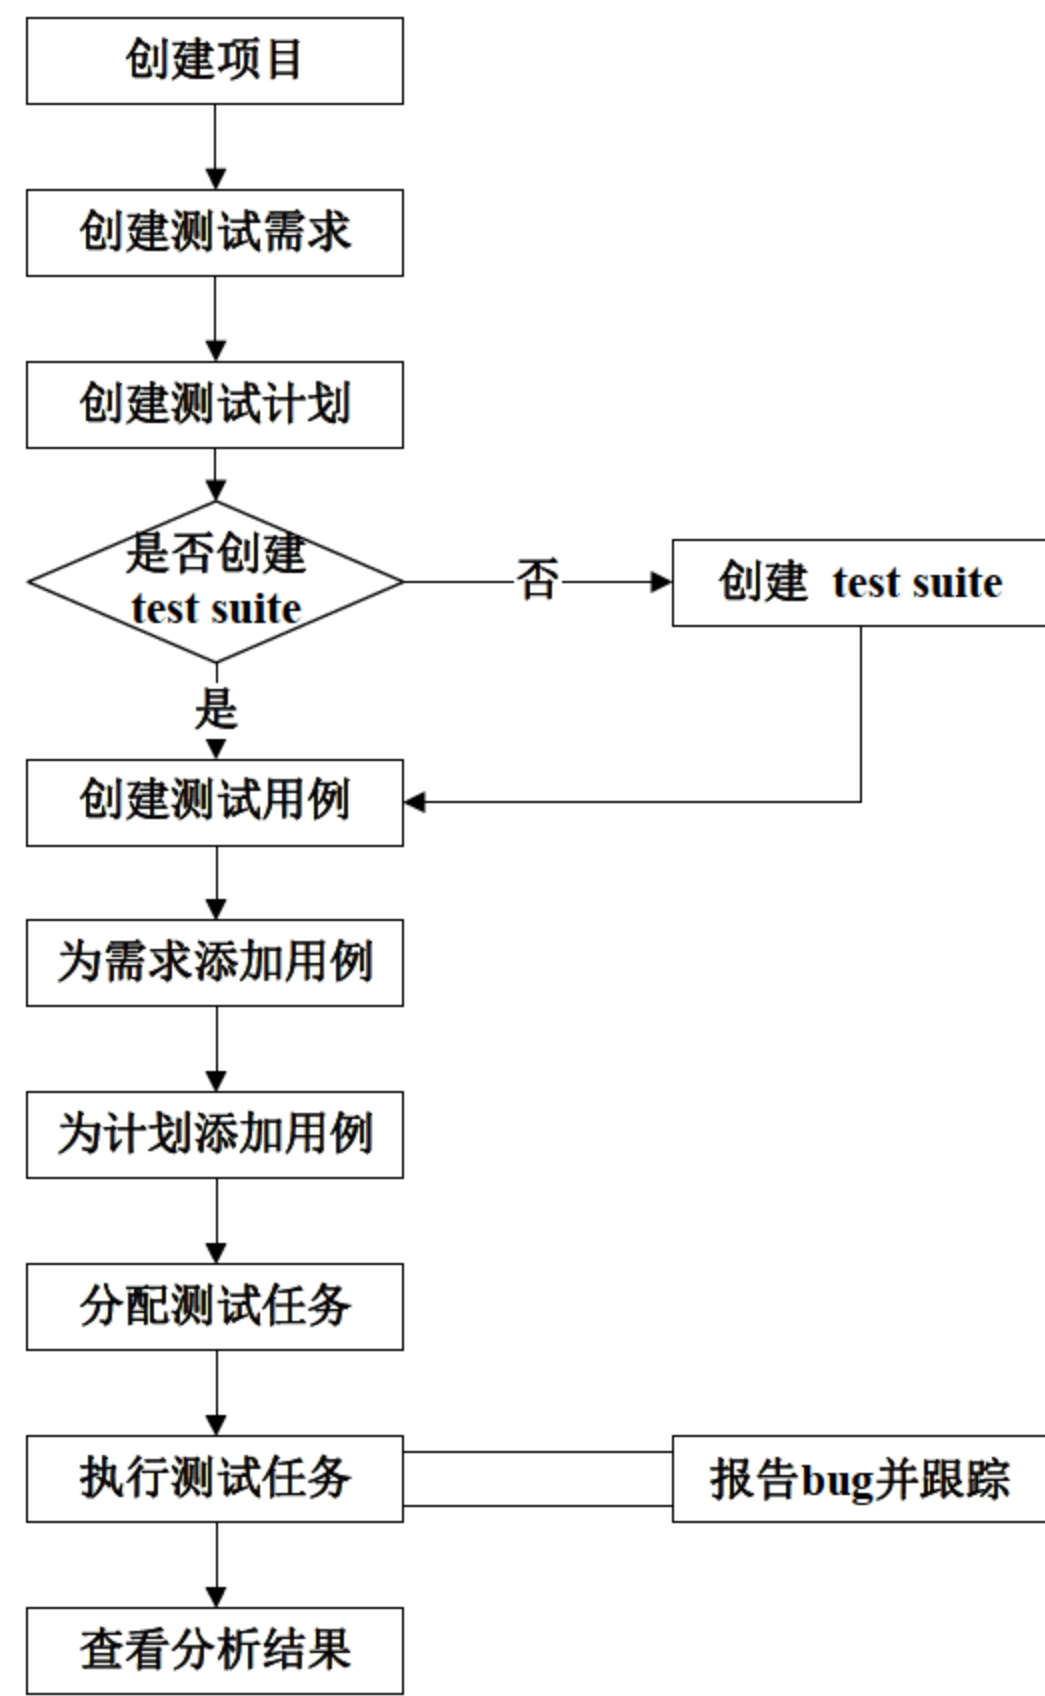 创建项目
创建测试需求
创建测试计划
是否创建
test suite
否
创建 test suite
是
创建测试用例
为需求添加用例
为计划添加用例
分配测试任务
执行测试任务
报告bug并跟踪
查看分析结果